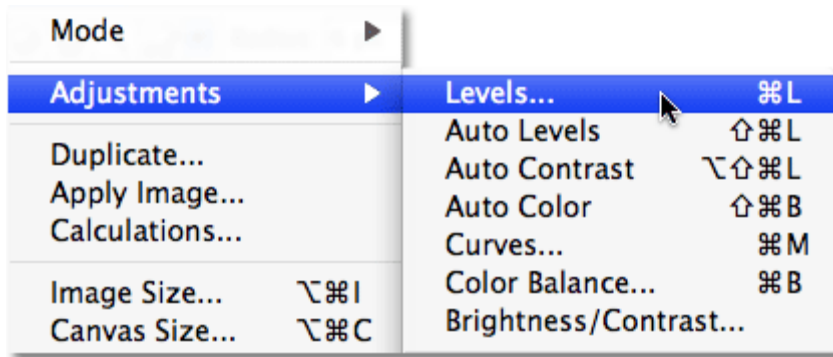 Mode ▶
Adjustments ▶
Duplicate...
Apply Image...
Calculations...
Image Size... ⌥⌘I
Canvas Size... ⌥⌘C
Levels... ⌘L
Auto Levels ⇧⌘L
Auto Contrast ⌥⇧⌘L
Auto Color ⇧⌘B
Curves... ⌘M
Color Balance... ⌘B
Brightness/Contrast...